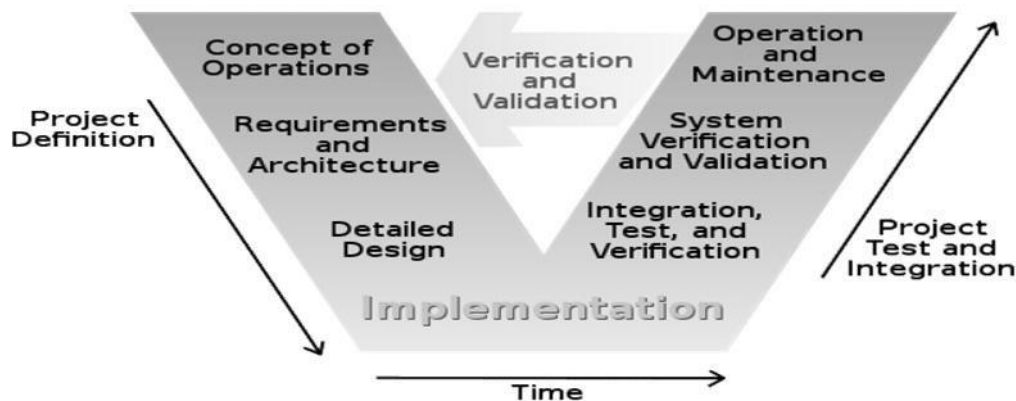 Concept of
Operations
Verification
and
Validation
Operation
and
Maintenance
Project
Definition
Requirements
and
Architecture
System
Verification
and Validation
Detailed
Design
Integration,
Test, and
Verification
Project
Test and
Integration
Implementation
Time